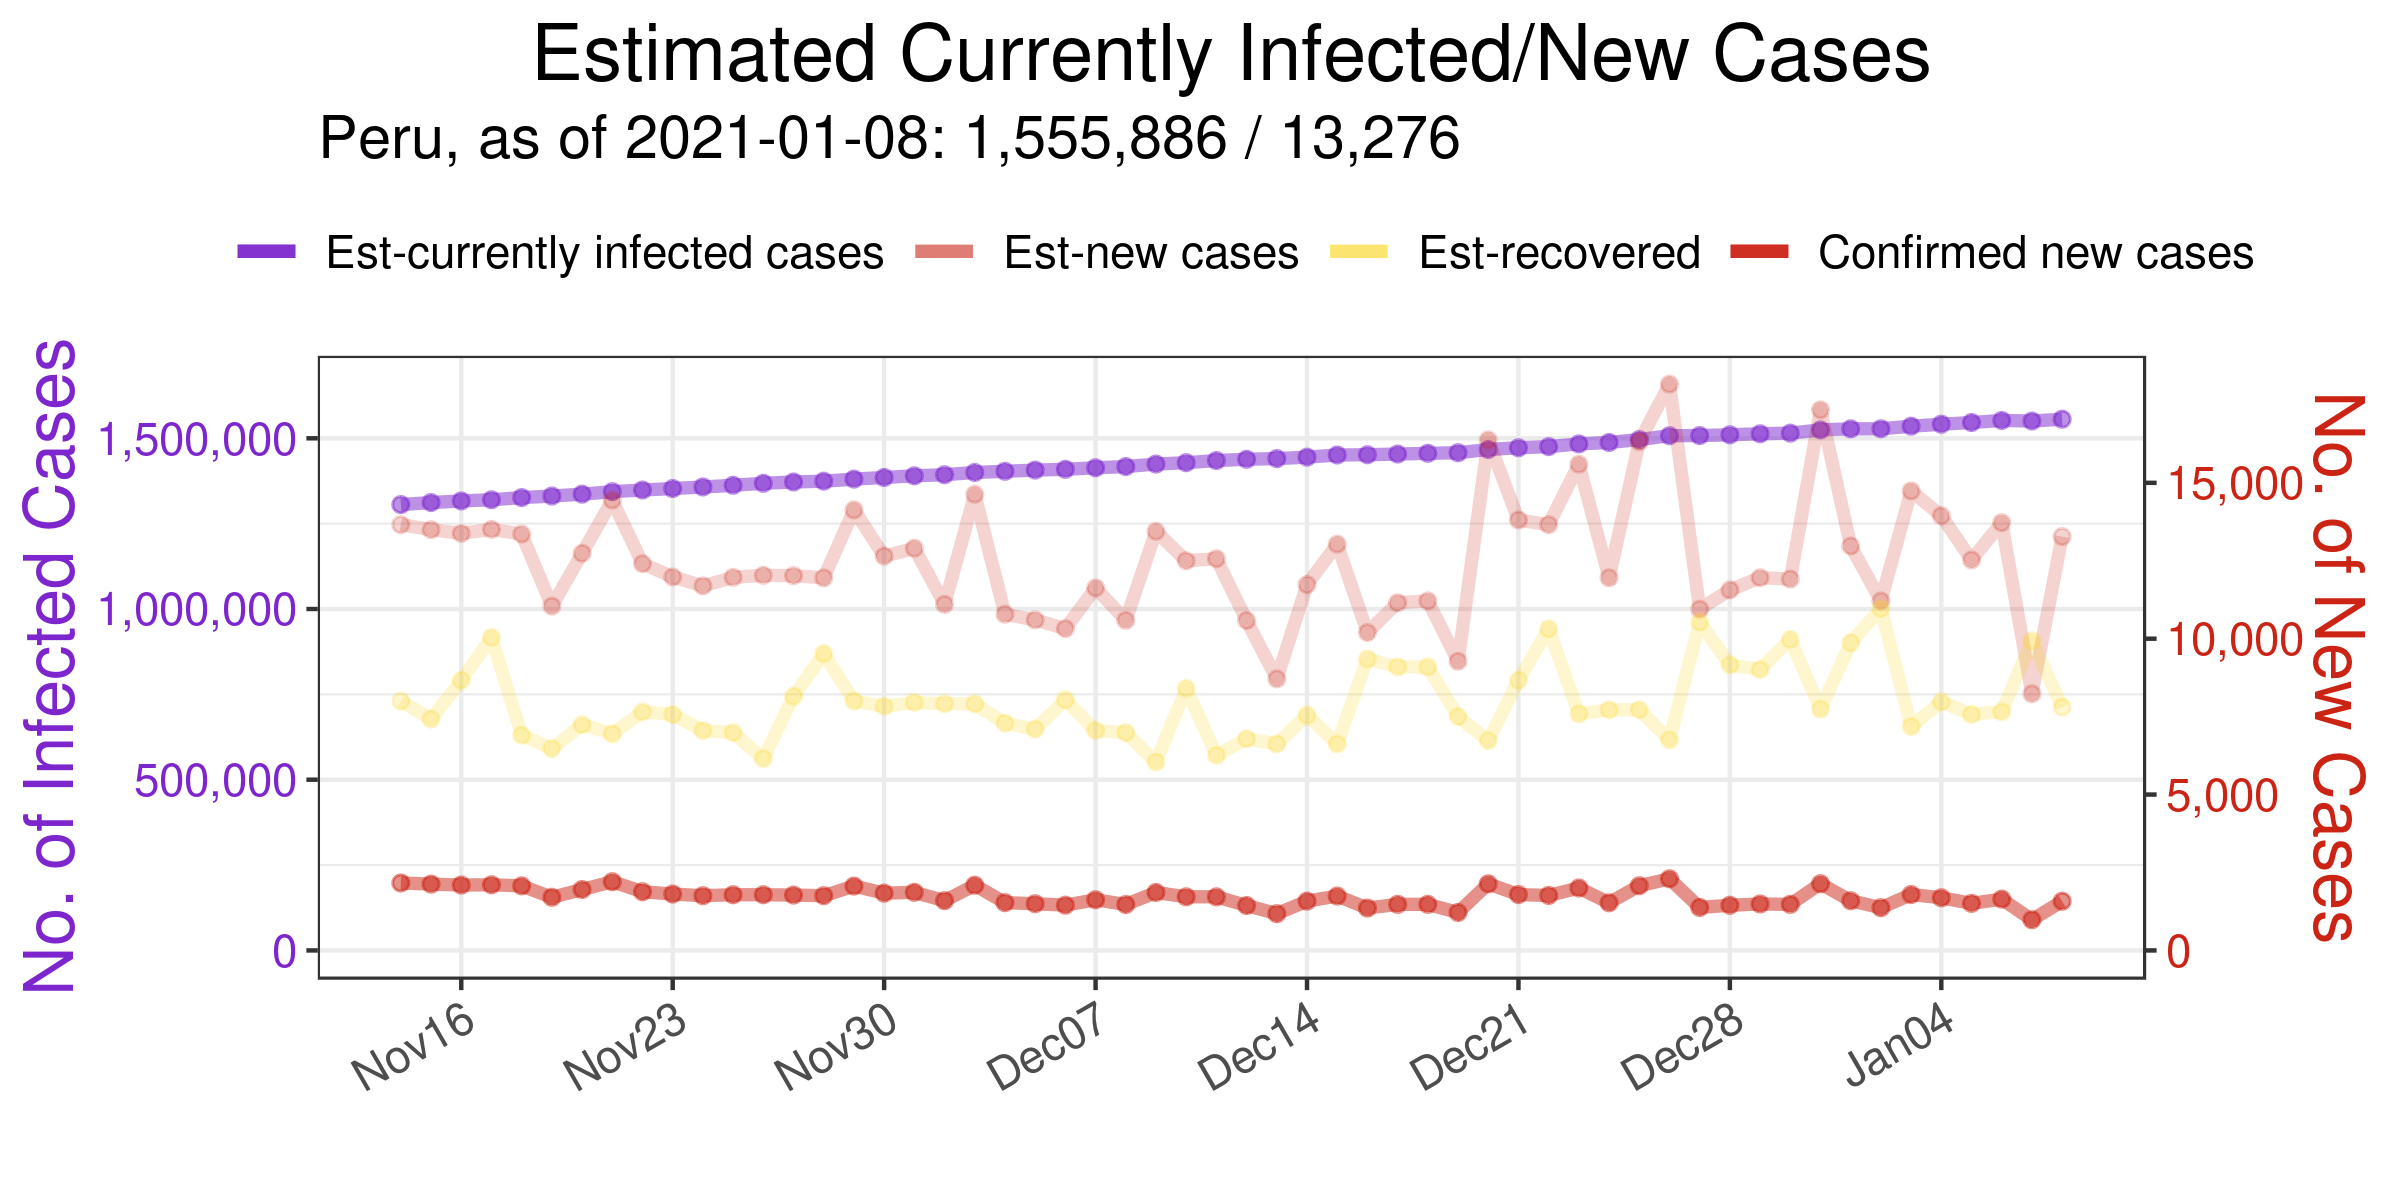 Estimated Currently Infected/New Cases
Peru, as of 2021-01-08: 1,555,886 / 13,276
Est-currently infected cases Est-new cases Est-recovered Confirmed new cases
No. of Infected Cases
1,500,000
1,000,000
500,000
0
15,000
10,000
5,000
0
No. of New Cases
Nov16 Nov23 Nov30 Dec07 Dec14 Dec21 Dec28 Jan04